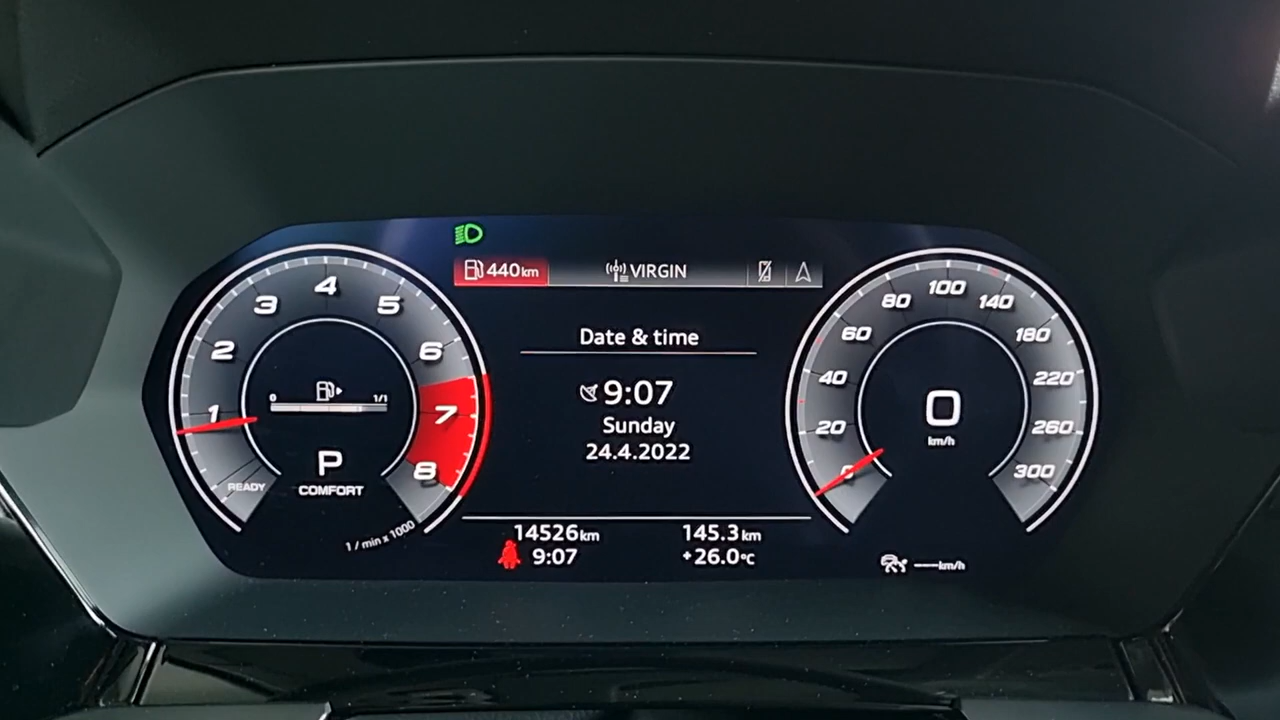 440km
VIRGIN
1
2
3
4
5
6
7
8
READY
0 1/1
P
COMFORT
1 / min x 1000
Date & time
9:07
Sunday
24.4.2022
14526km 145.3km
9:07 +26.0°C
0
20
40
60
80
100
140
180
220
260
300
0
km/h
---km/h